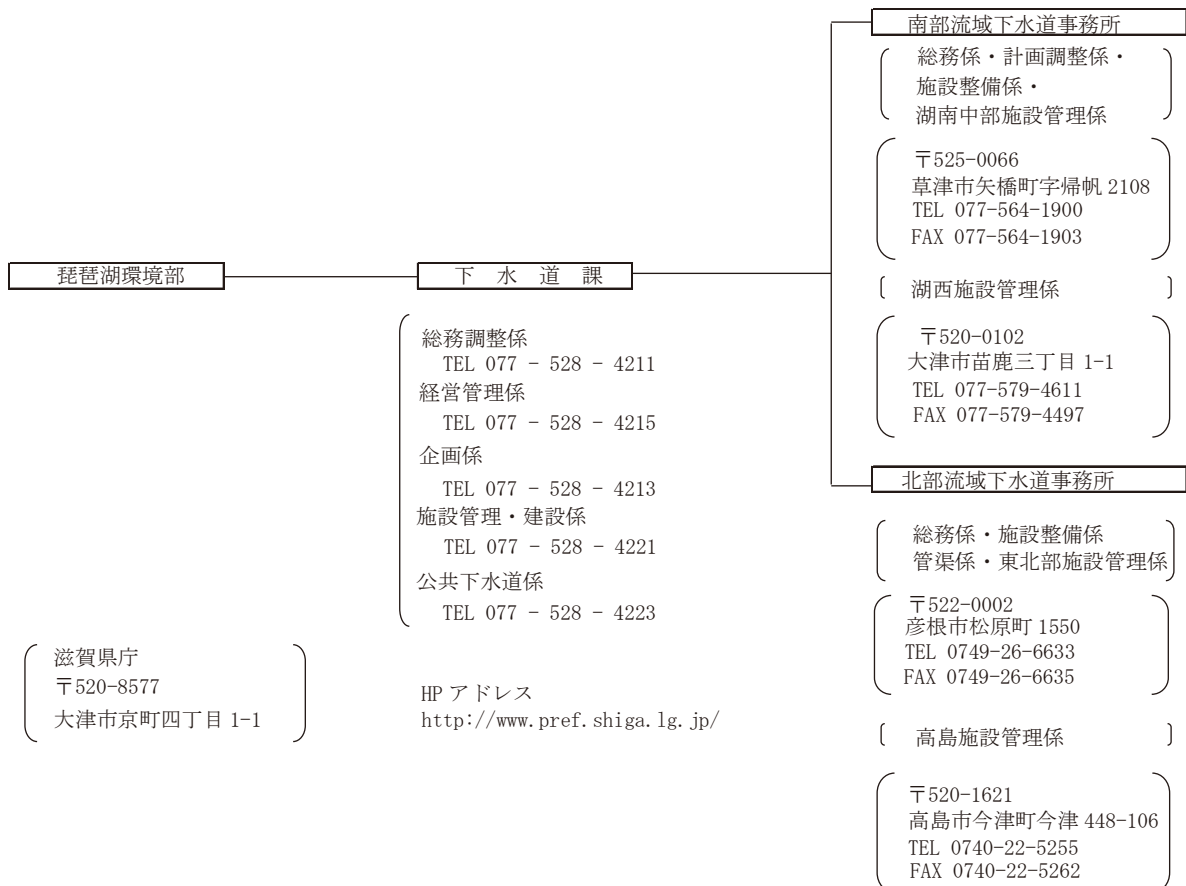 琵琶湖環境部
滋賀県庁
〒520-8577
大津市京町四丁目 1-1
下 水 道 課
総務調整係
TEL 077 - 528 - 4211
経営管理係
TEL 077 - 528 - 4215
企画係
TEL 077 - 528 - 4213
施設管理・建設係
TEL 077 - 528 - 4221
公共下水道係
TEL 077 - 528 - 4223
HP アドレス
http://www.pref.shiga.lg.jp/
南部流域下水道事務所
総務係・計画調整係・
施設整備係・
湖南中部施設管理係
〒525-0066
草津市矢橋町字帰帆 2108
TEL 077-564-1900
FAX 077-564-1903
湖西施設管理係
〒520-0102
大津市苗鹿三丁目 1-1
TEL 077-579-4611
FAX 077-579-4497
北部流域下水道事務所
総務係・施設整備係
管渠係・東北部施設管理係
〒522-0002
彦根市松原町 1550
TEL 0749-26-6633
FAX 0749-26-6635
高島施設管理係
〒520-1621
高島市今津町今津 448-106
TEL 0740-22-5255
FAX 0740-22-5262